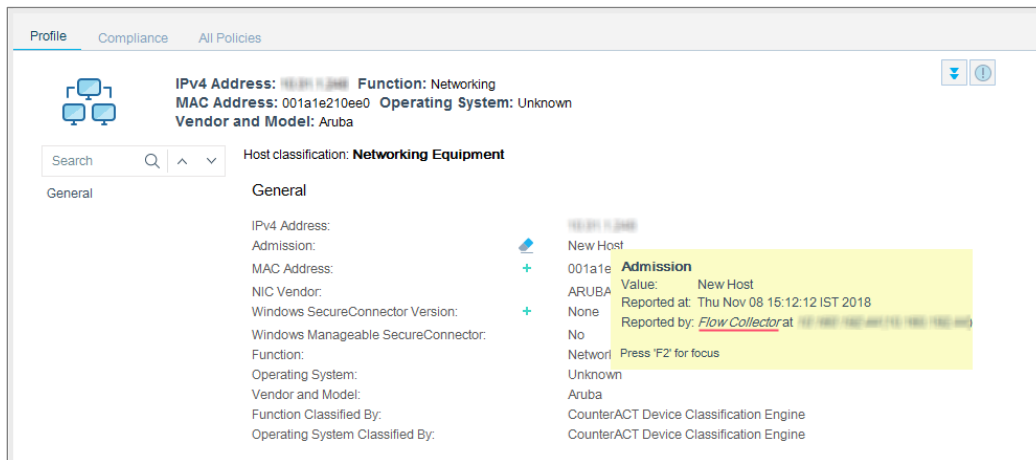 Profile Compliance All Policies
IPv4 Address: Function: Networking
MAC Address: 001a1e210ee0 Operating System: Unknown
Vendor and Model: Aruba
Search
Host classification: Networking Equipment
General
General
IPv4 Address:
Admission: New Host
MAC Address: 001a1e
NIC Vendor: ARUBA
Windows SecureConnector Version: None
Windows Manageable SecureConnector: No
Function: Network
Operating System: Unknown
Vendor and Model: Aruba
Function Classified By: CounterACT Device Classification Engine
Operating System Classified By: CounterACT Device Classification Engine
Admission
Value: New Host
Reported at: Thu Nov 08 15:12:12 IST 2018
Reported by: Flow Collector at
Press 'F2' for focus